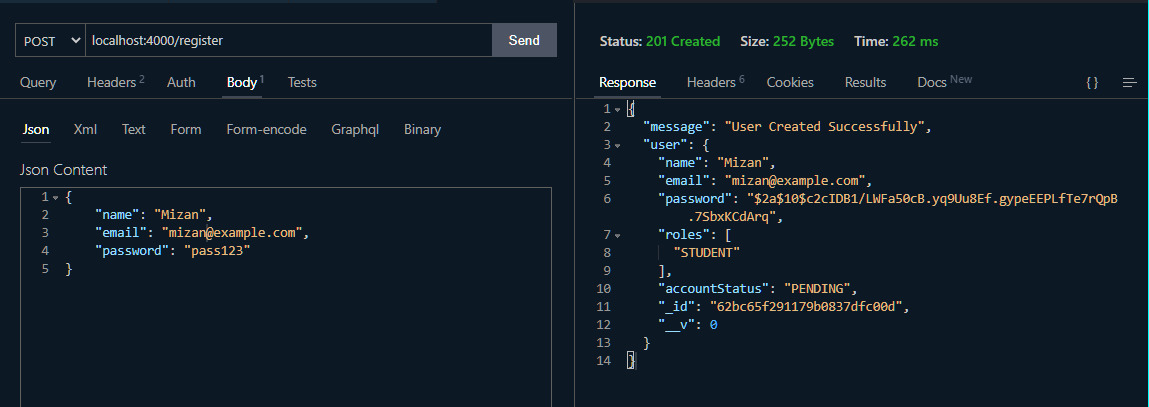 POST localhost:4000/register Send
Query Headers 2 Auth Body 1 Tests
Json Xml Text Form Form-encode Graphql Binary
Json Content
1 {
2 "name": "Mizan",
3 "email": "mizan@example.com",
4 "password": "pass123"
5 }
Status: 201 Created Size: 252 Bytes Time: 262 ms
Response Headers 6 Cookies Results Docs New {}
1 {
2 "message": "User Created Successfully",
3 "user": {
4 "name": "Mizan",
5 "email": "mizan@example.com",
6 "password": "$2a$10$c2cIDB1/LWFa50cB.yq9Uu8Ef.gypeEEPLfTe7rQpB
.7SbxKCdArq",
7 "roles": [
8 "STUDENT"
9 ],
10 "accountStatus": "PENDING",
11 "_id": "62bc65f291179b0837dfc00d",
12 "__v": 0
13 }
14 }